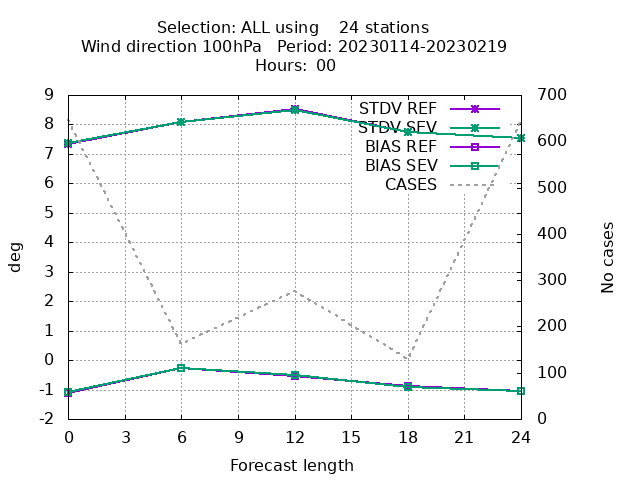 Selection: ALL using    24 stations
Wind direction 100hPa   Period: 20230114-20230219
Hours:  00
STDV REF
STDV SEV
BIAS REF
BIAS SEV
CASES
9
8
7
6
5
4
3
2
1
0
-1
-2
deg
700
600
500
400
300
200
100
0
No cases
0 3 6 9 12 15 18 21 24
Forecast length